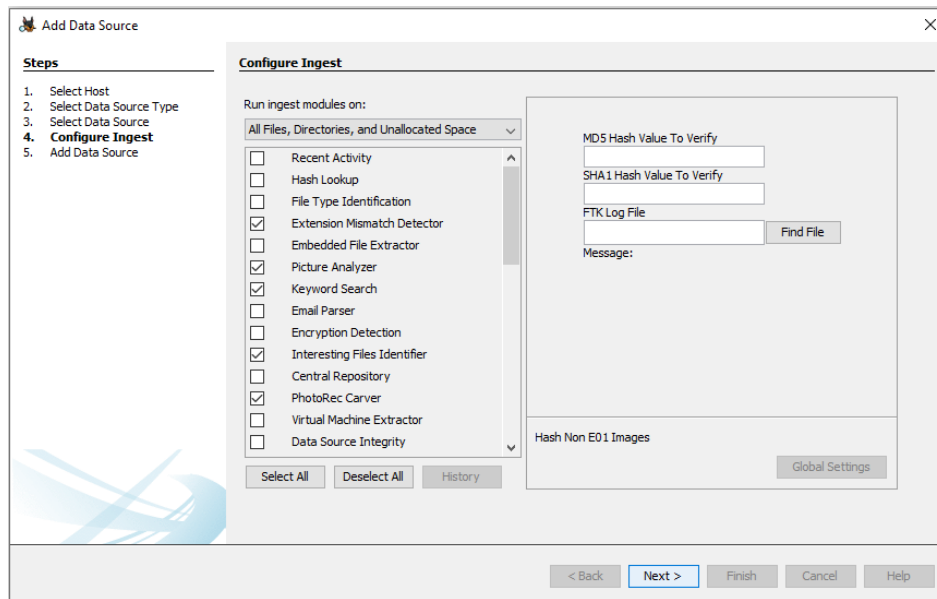 Add Data Source
Steps
1. Select Host
2. Select Data Source Type
3. Select Data Source
4. Configure Ingest
5. Add Data Source
Configure Ingest
Run ingest modules on:
All Files, Directories, and Unallocated Space
Recent Activity
Hash Lookup
File Type Identification
Extension Mismatch Detector
Embedded File Extractor
Picture Analyzer
Keyword Search
Email Parser
Encryption Detection
Interesting Files Identifier
Central Repository
PhotoRec Carver
Virtual Machine Extractor
Data Source Integrity
Select All Deselect All History
MD5 Hash Value To Verify
SHA1 Hash Value To Verify
FTK Log File
Find File
Message:
Hash Non E01 Images
Global Settings
< Back Next > Finish Cancel Help